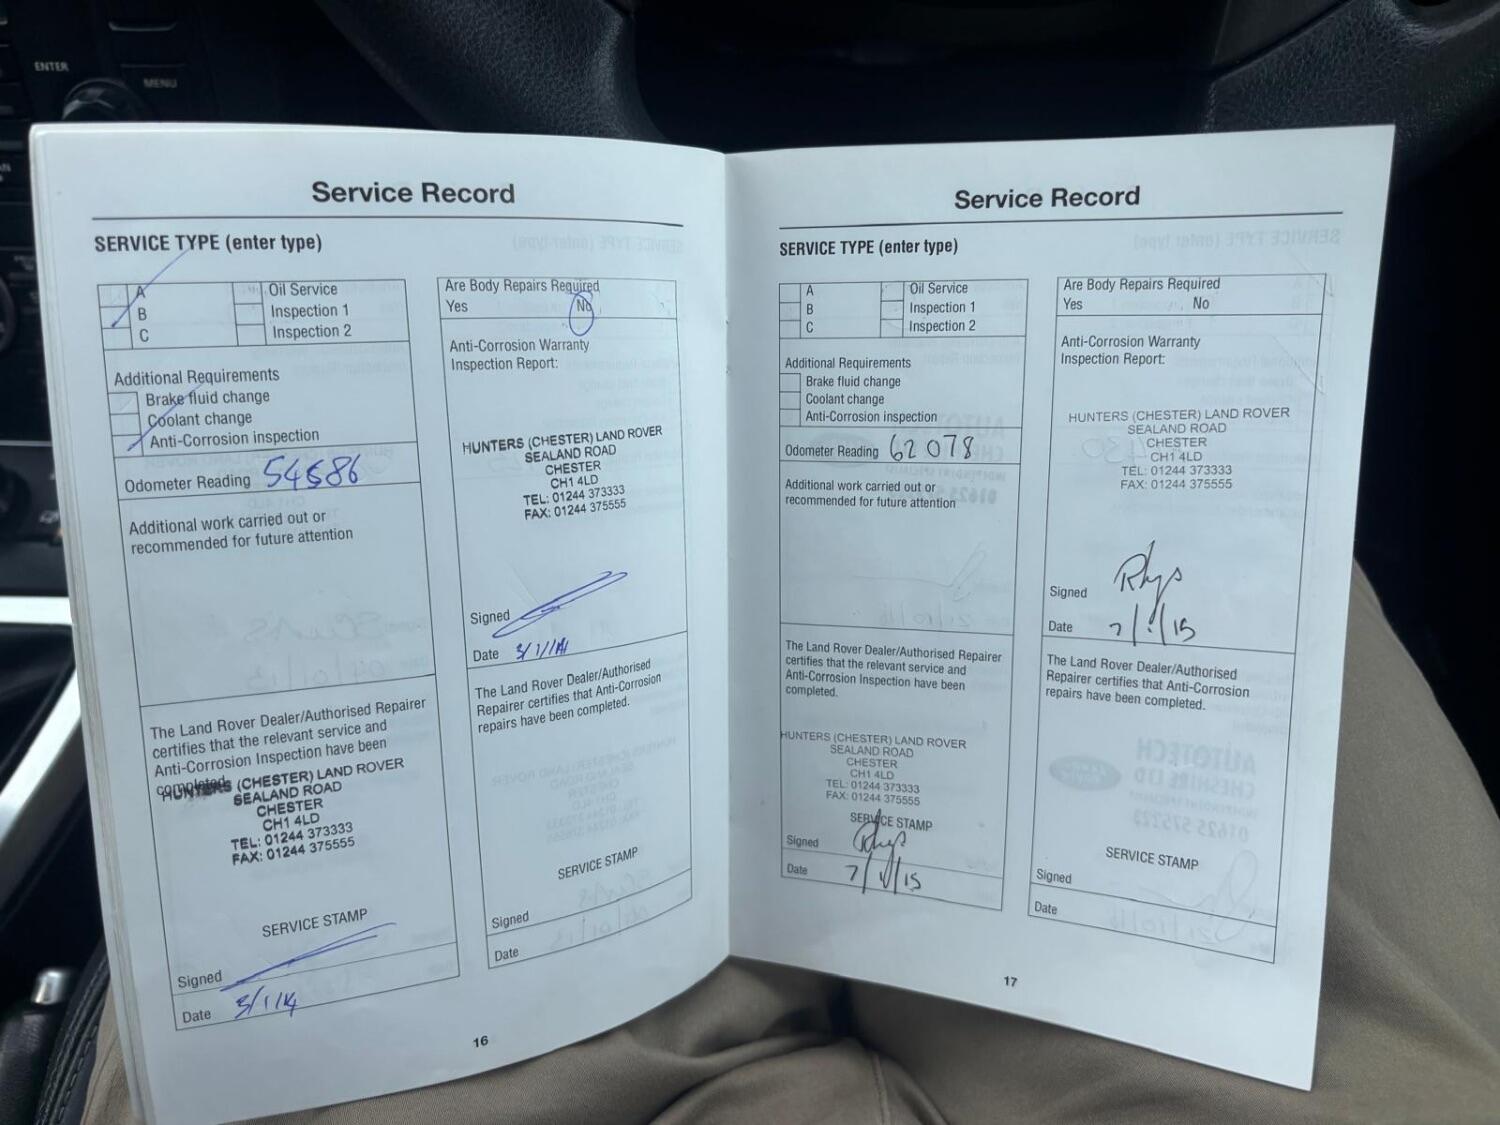 ENTER
MENU
Service Record
SERVICE TYPE (enter type)
A
B
C
Oil Service
Inspection 1
Inspection 2
Additional Requirements
Brake fluid change
Coolant change
Anti-Corrosion inspection
Odometer Reading 54586
Additional work carried out or
recommended for future attention
The Land Rover Dealer/Authorised Repairer
certifies that the relevant service and
Anti-Corrosion Inspection have been
completed.
HUNTERS (CHESTER) LAND ROVER
SEALAND ROAD
CHESTER
CH1 4LD
TEL: 01244 373333
FAX: 01244 375555
SERVICE STAMP
Signed
Date 3/1/14
Are Body Repairs Required
Yes No
Anti-Corrosion Warranty
Inspection Report:
HUNTERS (CHESTER) LAND ROVER
SEALAND ROAD
CHESTER
CH1 4LD
TEL: 01244 373333
FAX: 01244 375555
Signed
Date 3/1/14
The Land Rover Dealer/Authorised
Repairer certifies that Anti-Corrosion
repairs have been completed.
SERVICE STAMP
Signed
Date
16
Service Record
SERVICE TYPE (enter type)
A
B
C
Oil Service
Inspection 1
Inspection 2
Additional Requirements
Brake fluid change
Coolant change
Anti-Corrosion inspection
Odometer Reading 62078
Additional work carried out or
recommended for future attention
The Land Rover Dealer/Authorised Repairer
certifies that the relevant service and
Anti-Corrosion Inspection have been
completed.
HUNTERS (CHESTER) LAND ROVER
SEALAND ROAD
CHESTER
CH1 4LD
TEL: 01244 373333
FAX: 01244 375555
SERVICE STAMP
Signed Rhys
Date 7/1/15
Are Body Repairs Required
Yes No
Anti-Corrosion Warranty
Inspection Report:
HUNTERS (CHESTER) LAND ROVER
SEALAND ROAD
CHESTER
CH1 4LD
TEL: 01244 373333
FAX: 01244 375555
Signed Rhys
Date 7/1/15
The Land Rover Dealer/Authorised
Repairer certifies that Anti-Corrosion
repairs have been completed.
SERVICE STAMP
Signed
Date
17